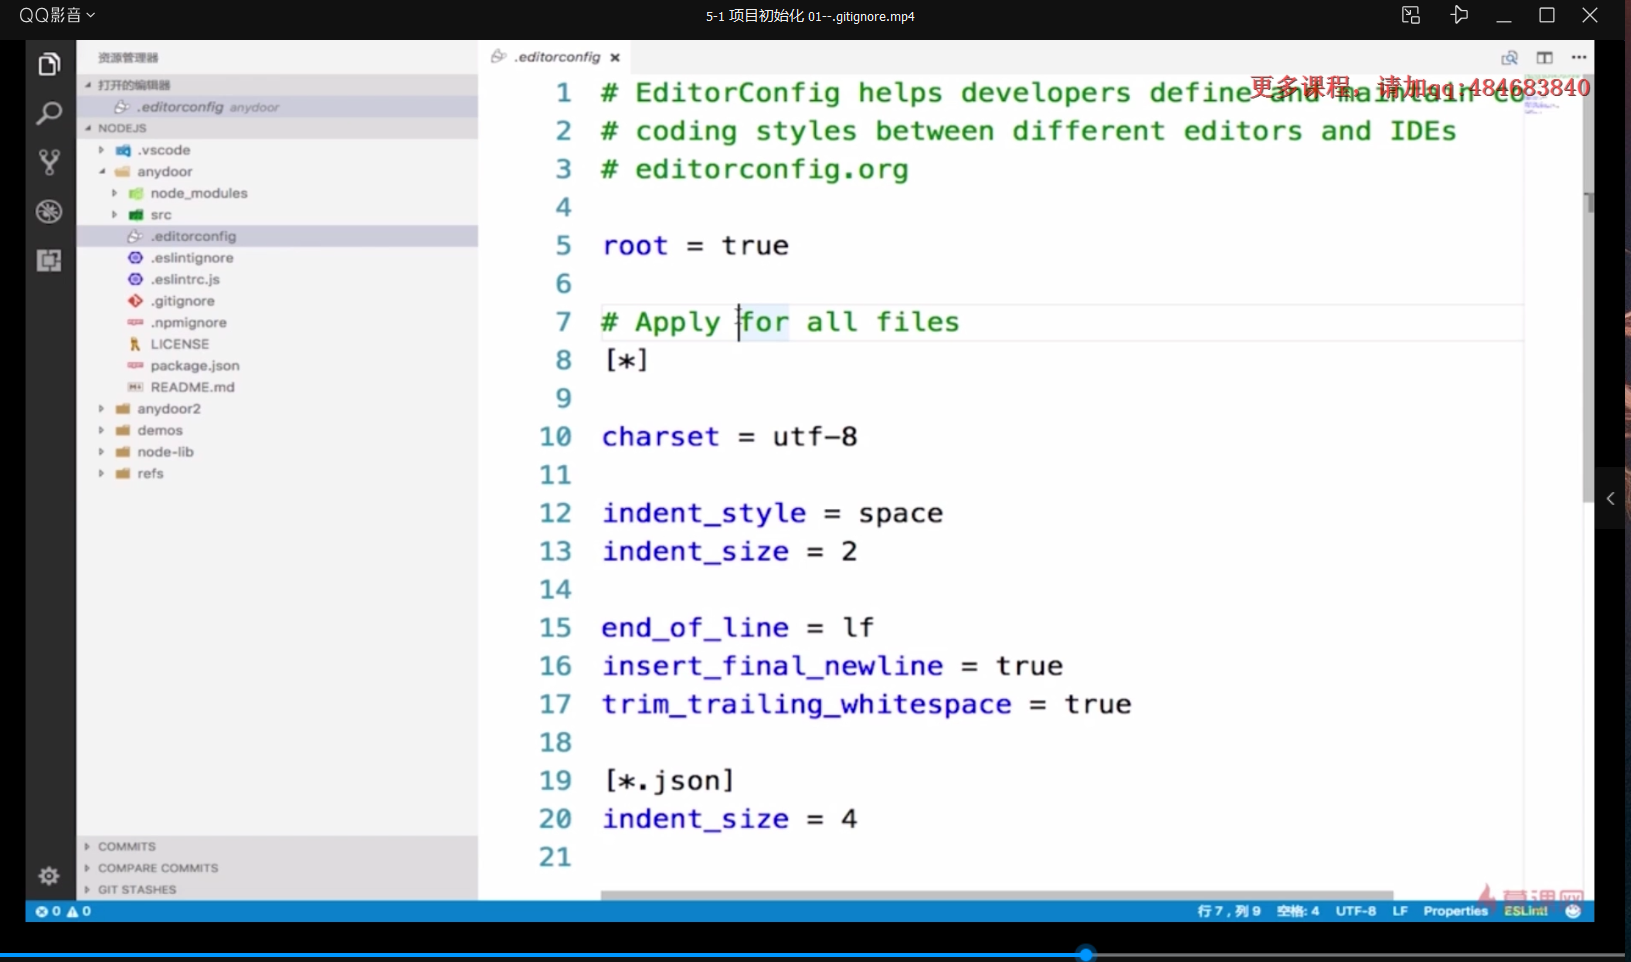 QQ影音
5-1 项目初始化 01--.gitignore.mp4
资源管理器
打开的编辑器
.editorconfig anydoor
NODEJS
.vscode
anydoor
node_modules
src
.editorconfig
.eslintignore
.eslintrc.js
.gitignore
.npmignore
LICENSE
package.json
README.md
anydoor2
demos
node-lib
refs
COMMITS
COMPARE COMMITS
GIT STASHES
.editorconfig
更多课程，请加qq:484683840
1 # EditorConfig helps developers define and maintain co
2 # coding styles between different editors and IDEs
3 # editorconfig.org
4
5 root = true
6
7 # Apply for all files
8 [*]
9
10 charset = utf-8
11
12 indent_style = space
13 indent_size = 2
14
15 end_of_line = lf
16 insert_final_newline = true
17 trim_trailing_whitespace = true
18
19 [*.json]
20 indent_size = 4
21
慕课网
0 0
行 7，列 9 空格: 4 UTF-8 LF Properties ESLint!